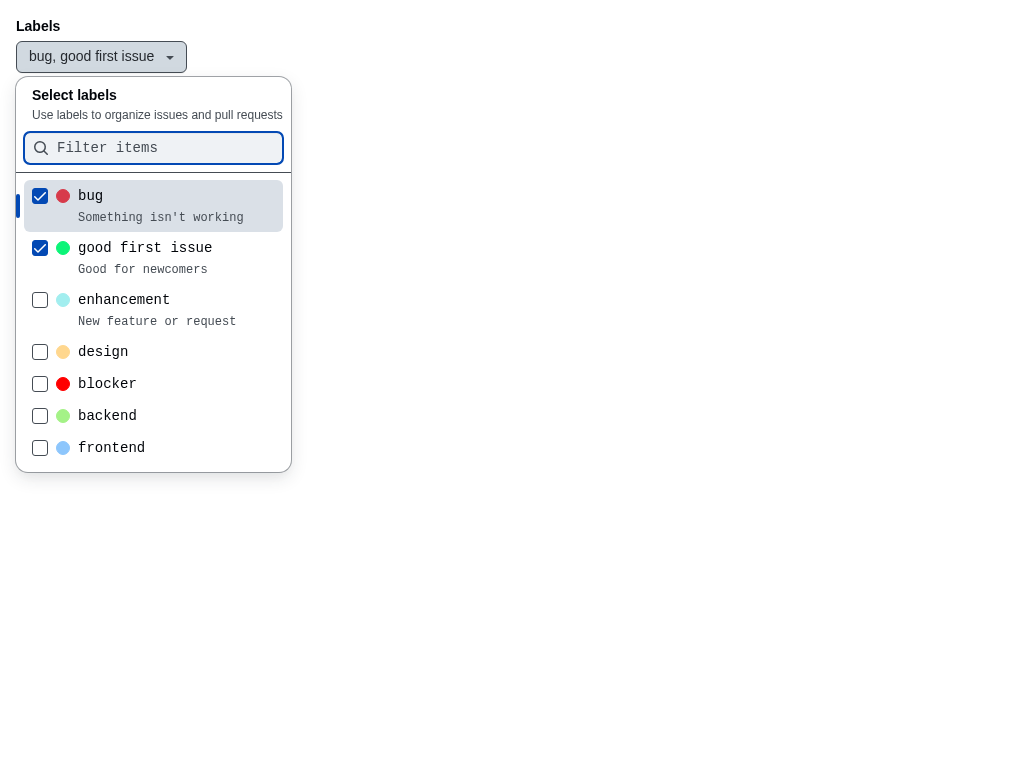 Labels
bug, good first issue
Select labels
Use labels to organize issues and pull requests
Filter items
bug
Something isn't working
good first issue
Good for newcomers
enhancement
New feature or request
design
blocker
backend
frontend